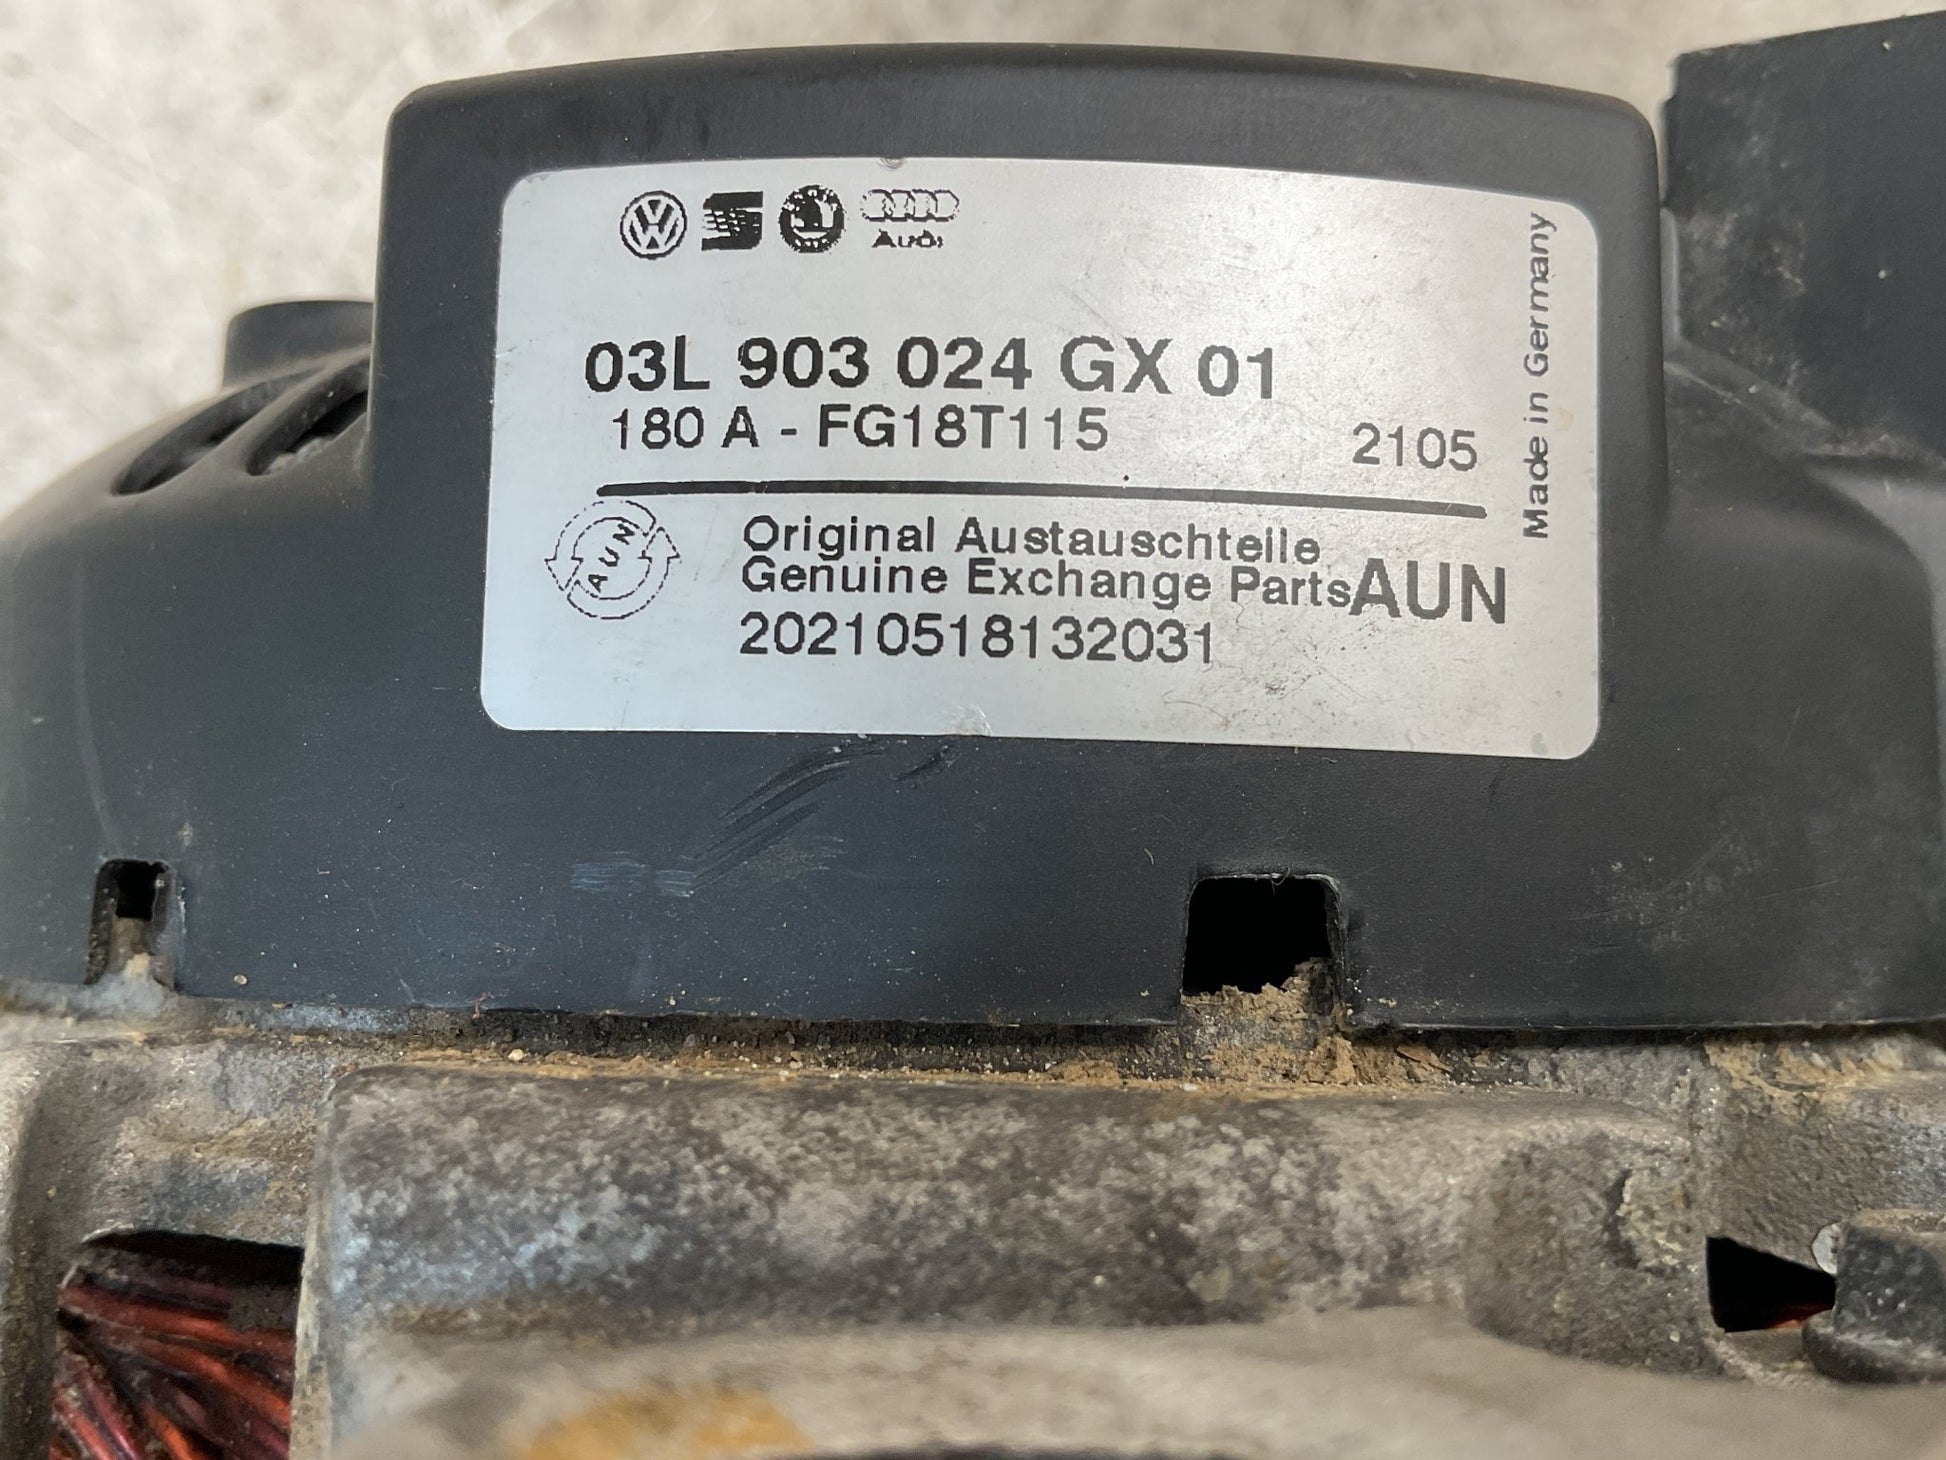 Audi
03L 903 024 GX 01
180 A - FG18T115 2105
Made in Germany
AUN
Original Austauschteile
Genuine Exchange Parts AUN
20210518132031